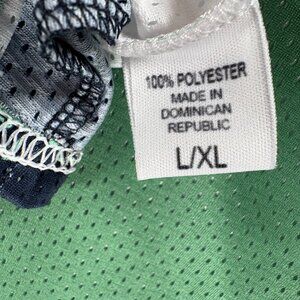 100% POLYESTER
MADE IN
DOMINICAN
REPUBLIC
L/XL